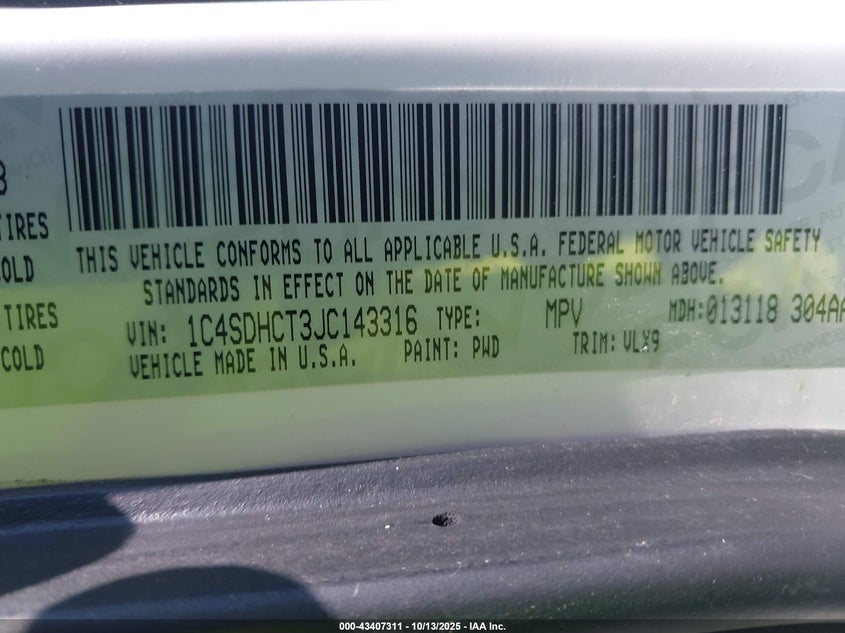 3
TIRES
COLD
TIRES
COLD
THIS VEHICLE CONFORMS TO ALL APPLICABLE U.S.A. FEDERAL MOTOR VEHICLE SAFETY
STANDARDS IN EFFECT ON THE DATE OF MANUFACTURE SHOWN ABOVE.
VIN: 1C4SDHCT3JC143316 TYPE: MPV MDH:013118 304AA
VEHICLE MADE IN U.S.A. PAINT: PWD TRIM: VLX9
000-43407311 - 10/13/2025 - IAA Inc.